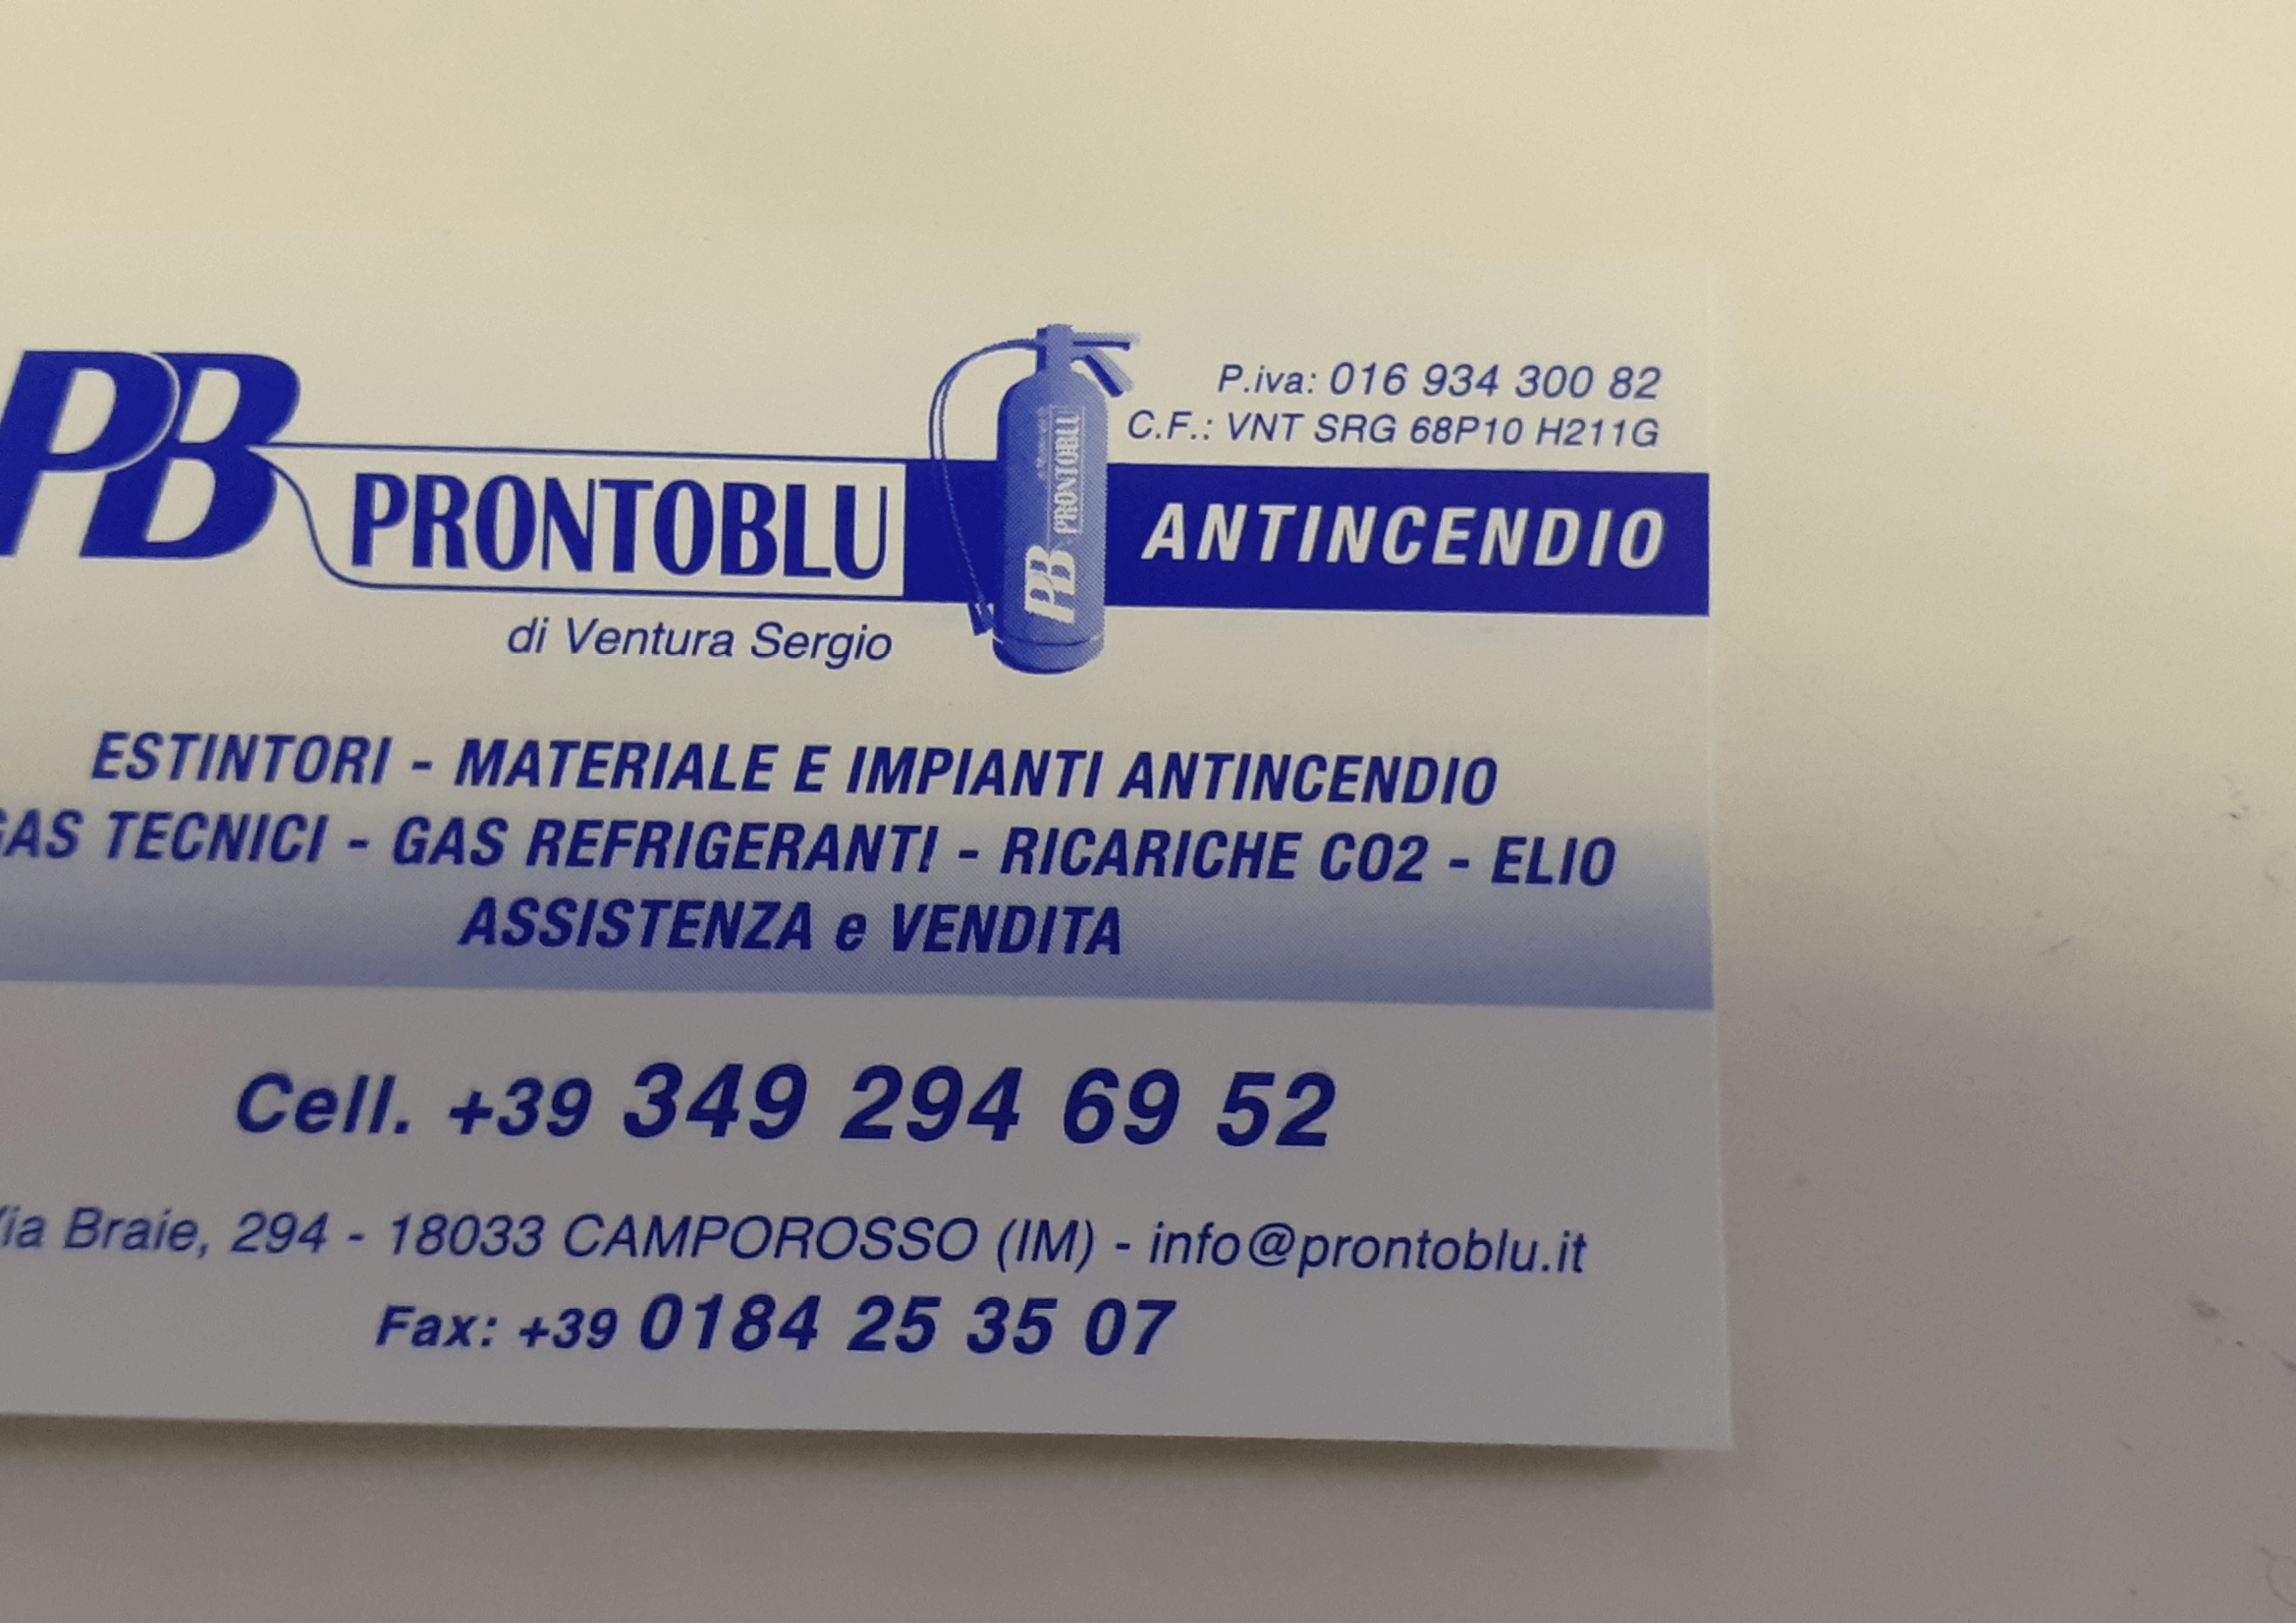 P.iva: 016 934 300 82
C.F.: VNT SRG 68P10 H211G
PB PRONTOBLU
PB PRONTOBLU
ANTINCENDIO
di Ventura Sergio
ESTINTORI - MATERIALE E IMPIANTI ANTINCENDIO
GAS TECNICI - GAS REFRIGERANTI - RICARICHE CO2 - ELIO
ASSISTENZA e VENDITA
Cell. +39 349 294 69 52
Via Braie, 294 - 18033 CAMPOROSSO (IM) - info@prontoblu.it
Fax: +39 0184 25 35 07